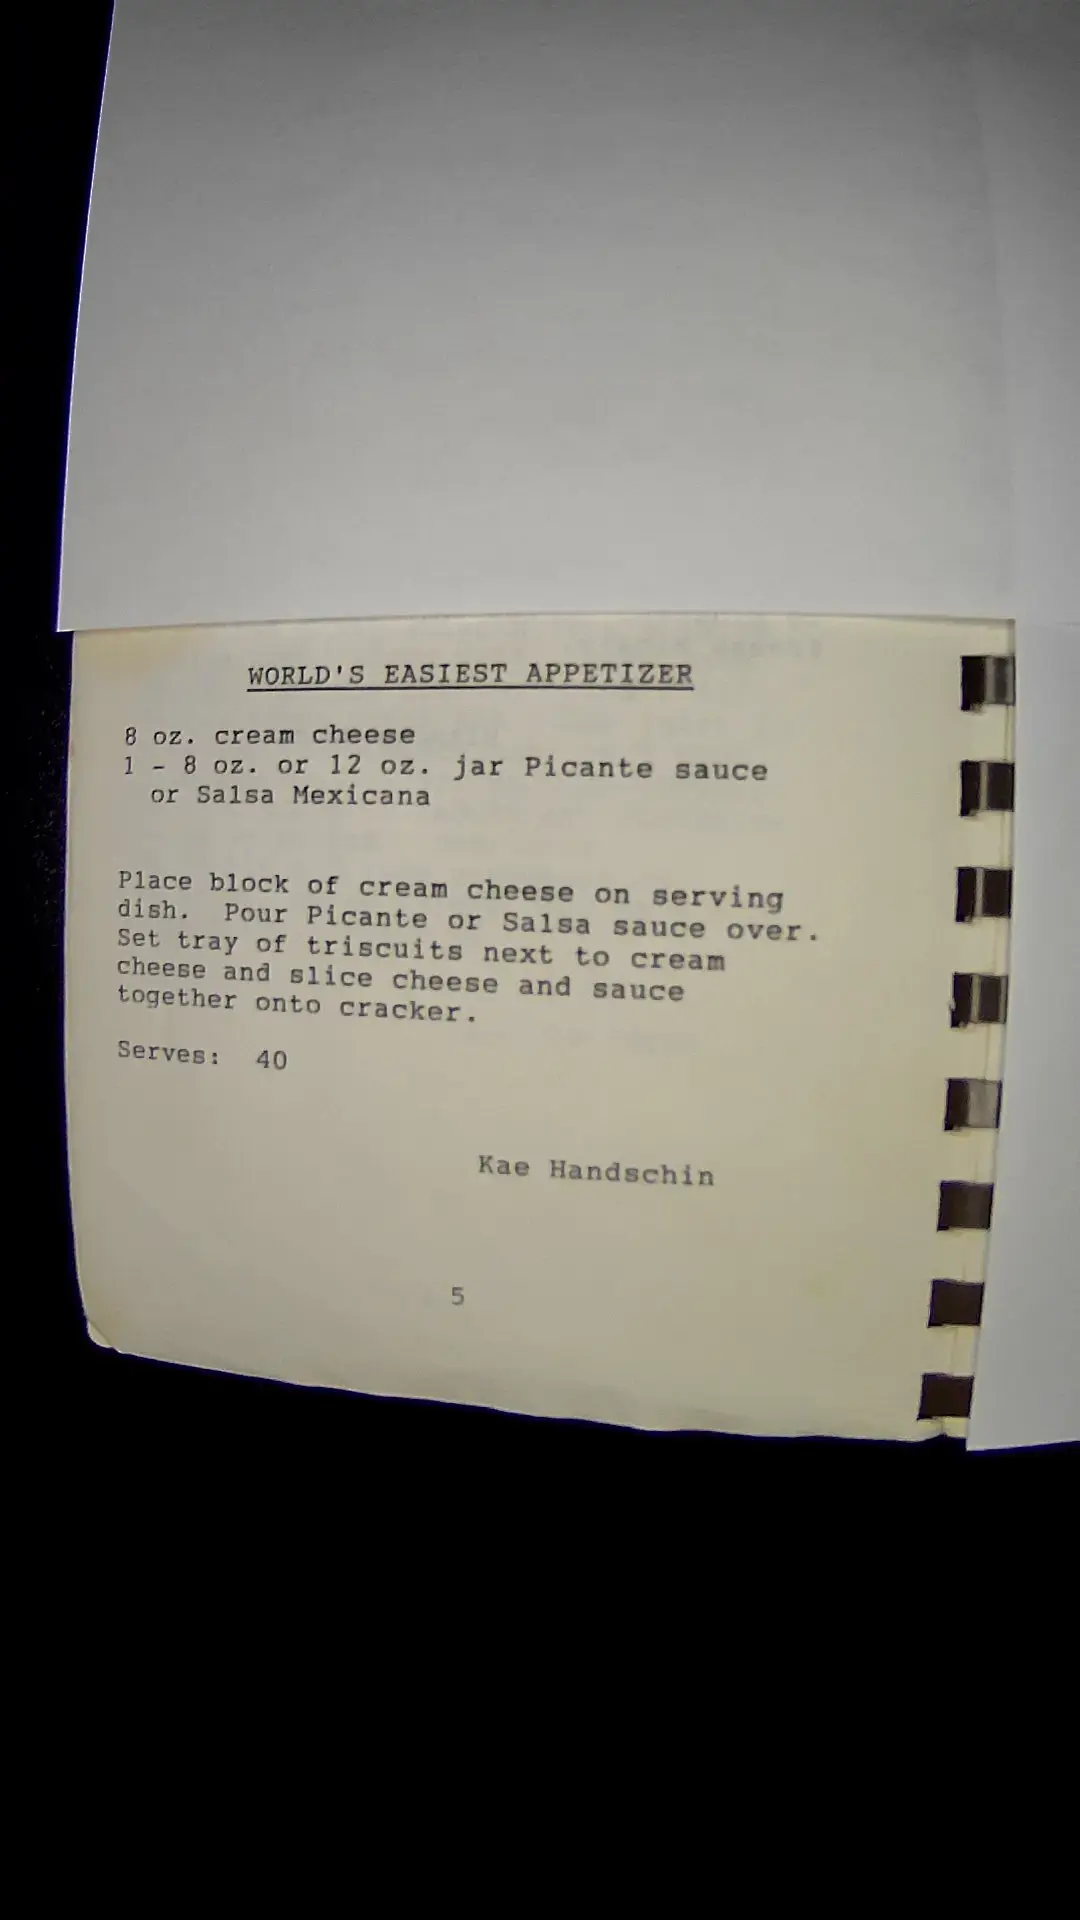 WORLD'S EASIEST APPETIZER
8 oz. cream cheese
1 - 8 oz. or 12 oz. jar Picante sauce
or Salsa Mexicana
Place block of cream cheese on serving
dish. Pour Picante or Salsa sauce over.
Set tray of triscuits next to cream
cheese and slice cheese and sauce
together onto cracker.
Serves: 40
Kae Handschin
5